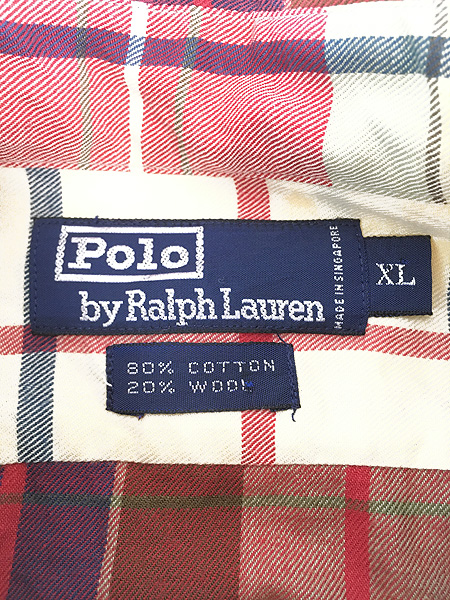 Polo
by Ralph Lauren
MADE IN SINGAPORE
XL
80% COTTON
20% WOOL